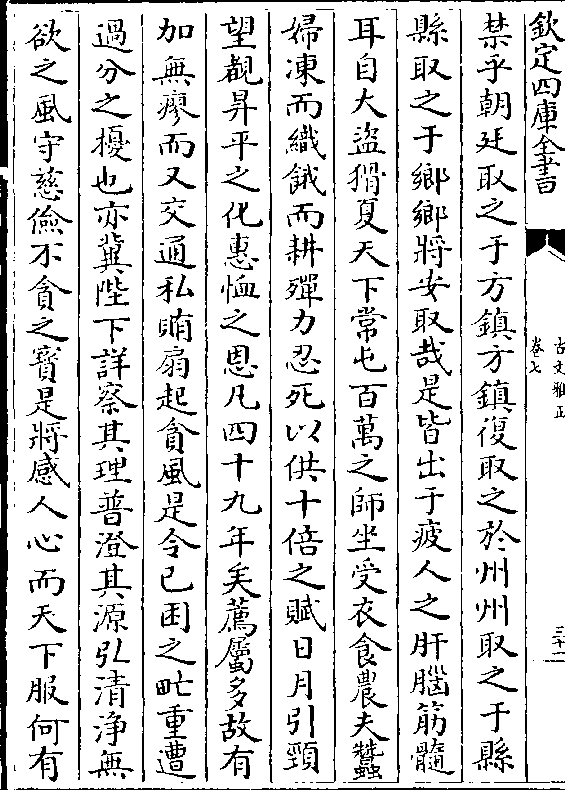 欽定四庫全書
古文雅正
卷七
三十一
禁乎朝廷取之于方鎮方鎮復取之於州州取之于縣
縣取之于鄉鄉將安取哉是皆出于疲人之肝腦筋髓
耳自大盜猾夏天下常屯百萬之師坐受衣食農夫蠶
婦凍而織餓而耕殫力忍死以供十倍之賦日月引頸
望覩昇平之化惠恤之恩凡四十九年矣薦屬多故有
加無瘳而又交通私賄扇起貪風是令已困之甿重遭
過分之擾也亦冀陛下詳察其理普澄其源弘清淨無
欲之風守慈儉不貪之寶是將感人心而天下服何有